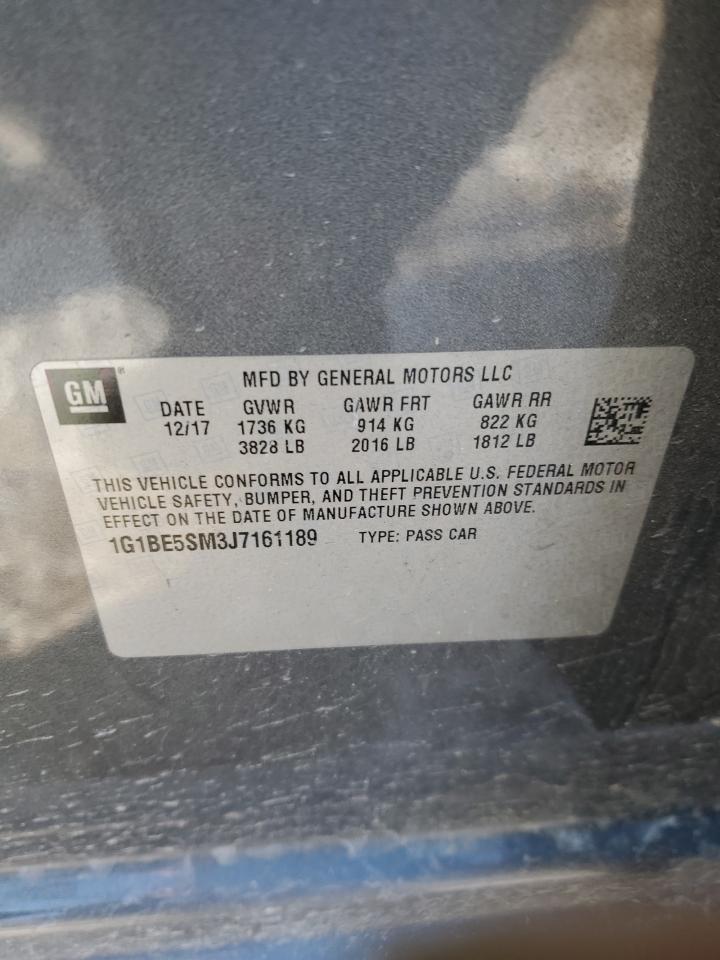 GM
MFD BY GENERAL MOTORS LLC
DATE GVWR GAWR FRT GAWR RR
12/17 1736 KG 914 KG 822 KG
3828 LB 2016 LB 1812 LB
THIS VEHICLE CONFORMS TO ALL APPLICABLE U.S. FEDERAL MOTOR
VEHICLE SAFETY, BUMPER, AND THEFT PREVENTION STANDARDS IN
EFFECT ON THE DATE OF MANUFACTURE SHOWN ABOVE.
1G1BE5SM3J7161189 TYPE: PASS CAR